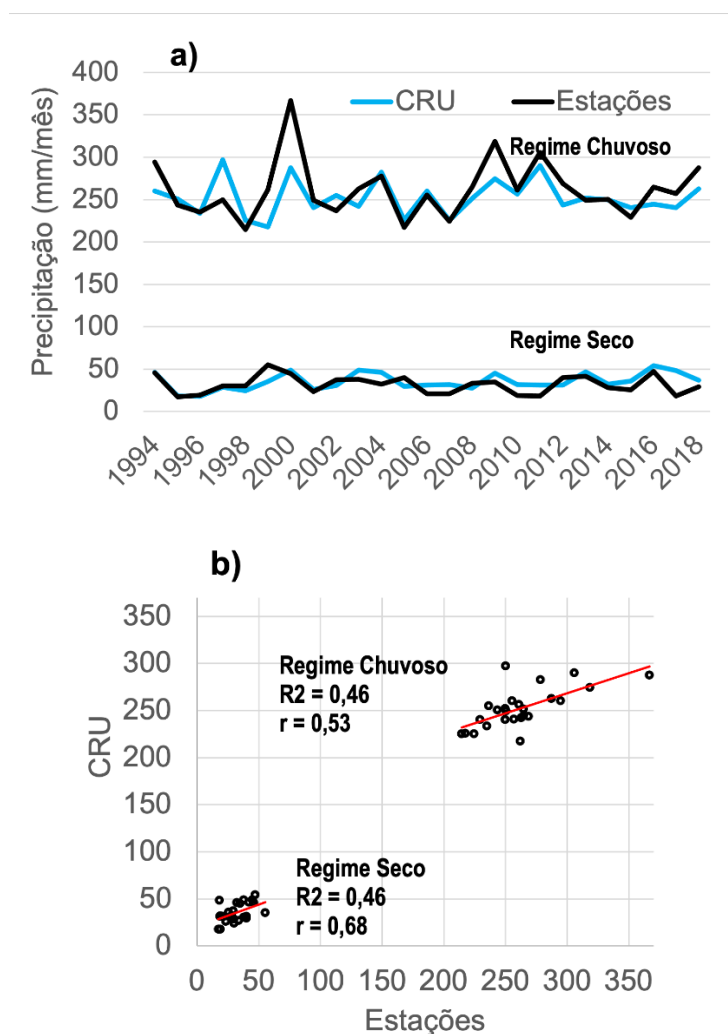 a)
Precipitação (mm/mês)
400
350
300
250
200
150
100
50
0
CRU Estações
Regime Chuvoso
Regime Seco
1994 1996 1998 2000 2002 2004 2006 2008 2010 2012 2014 2016 2018
b)
CRU
350
300
250
200
150
100
50
0
Regime Chuvoso
R2 = 0,46
r = 0,53
Regime Seco
R2 = 0,46
r = 0,68
0 50 100 150 200 250 300 350
Estações